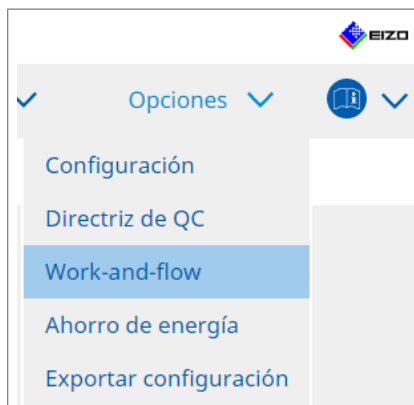 EIZO
Opciones
Configuración
Directriz de QC
Work-and-flow
Ahorro de energía
Exportar configuración